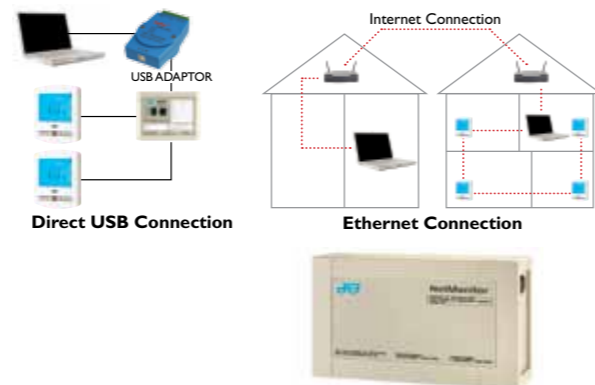 Internet Connection
USB ADAPTOR
Direct USB Connection
Ethernet Connection
NetMonitor